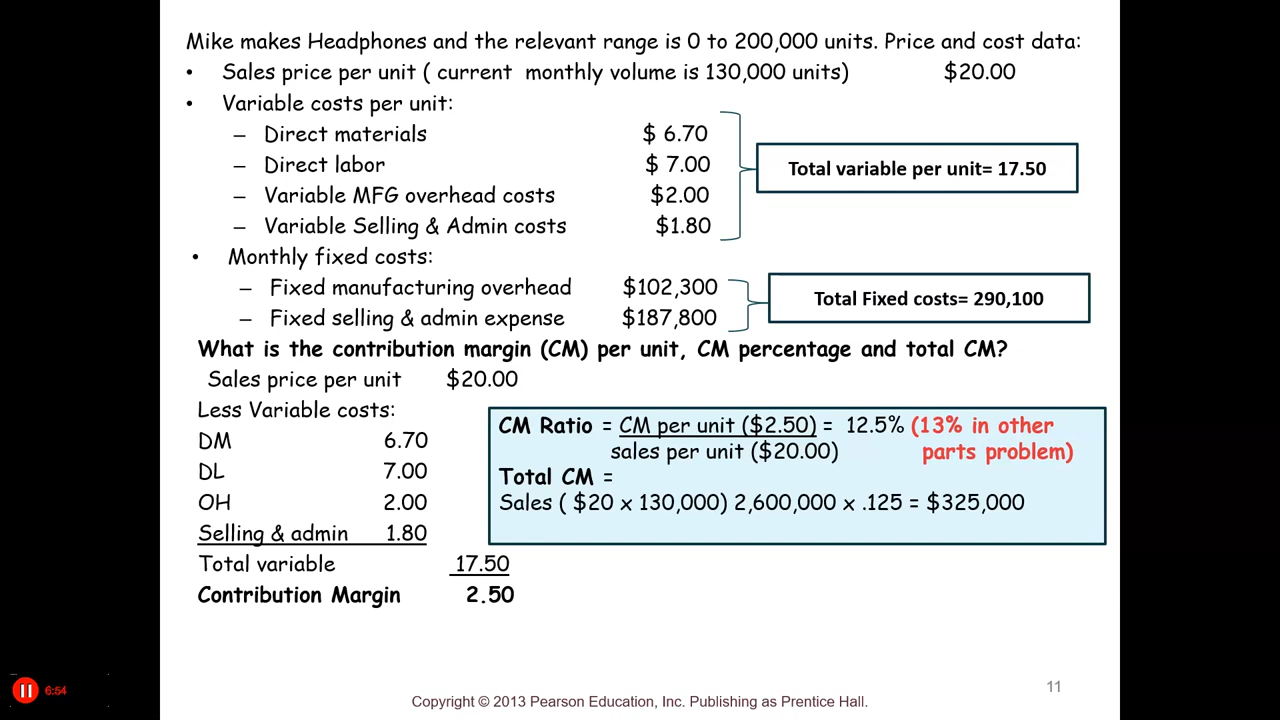 Mike makes Headphones and the relevant range is 0 to 200,000 units. Price and cost data:
• Sales price per unit ( current monthly volume is 130,000 units) $20.00
• Variable costs per unit:
– Direct materials $ 6.70
– Direct labor $ 7.00
– Variable MFG overhead costs $2.00
– Variable Selling & Admin costs $1.80
Total variable per unit= 17.50
• Monthly fixed costs:
– Fixed manufacturing overhead $102,300
– Fixed selling & admin expense $187,800
Total Fixed costs= 290,100
What is the contribution margin (CM) per unit, CM percentage and total CM?
Sales price per unit $20.00
Less Variable costs:
DM 6.70
DL 7.00
OH 2.00
Selling & admin 1.80
Total variable 17.50
Contribution Margin 2.50
CM Ratio = CM per unit ($2.50) = 12.5% (13% in other
sales per unit ($20.00) parts problem)
Total CM =
Sales ( $20 x 130,000) 2,600,000 x .125 = $325,000
6:54
11
Copyright © 2013 Pearson Education, Inc. Publishing as Prentice Hall.